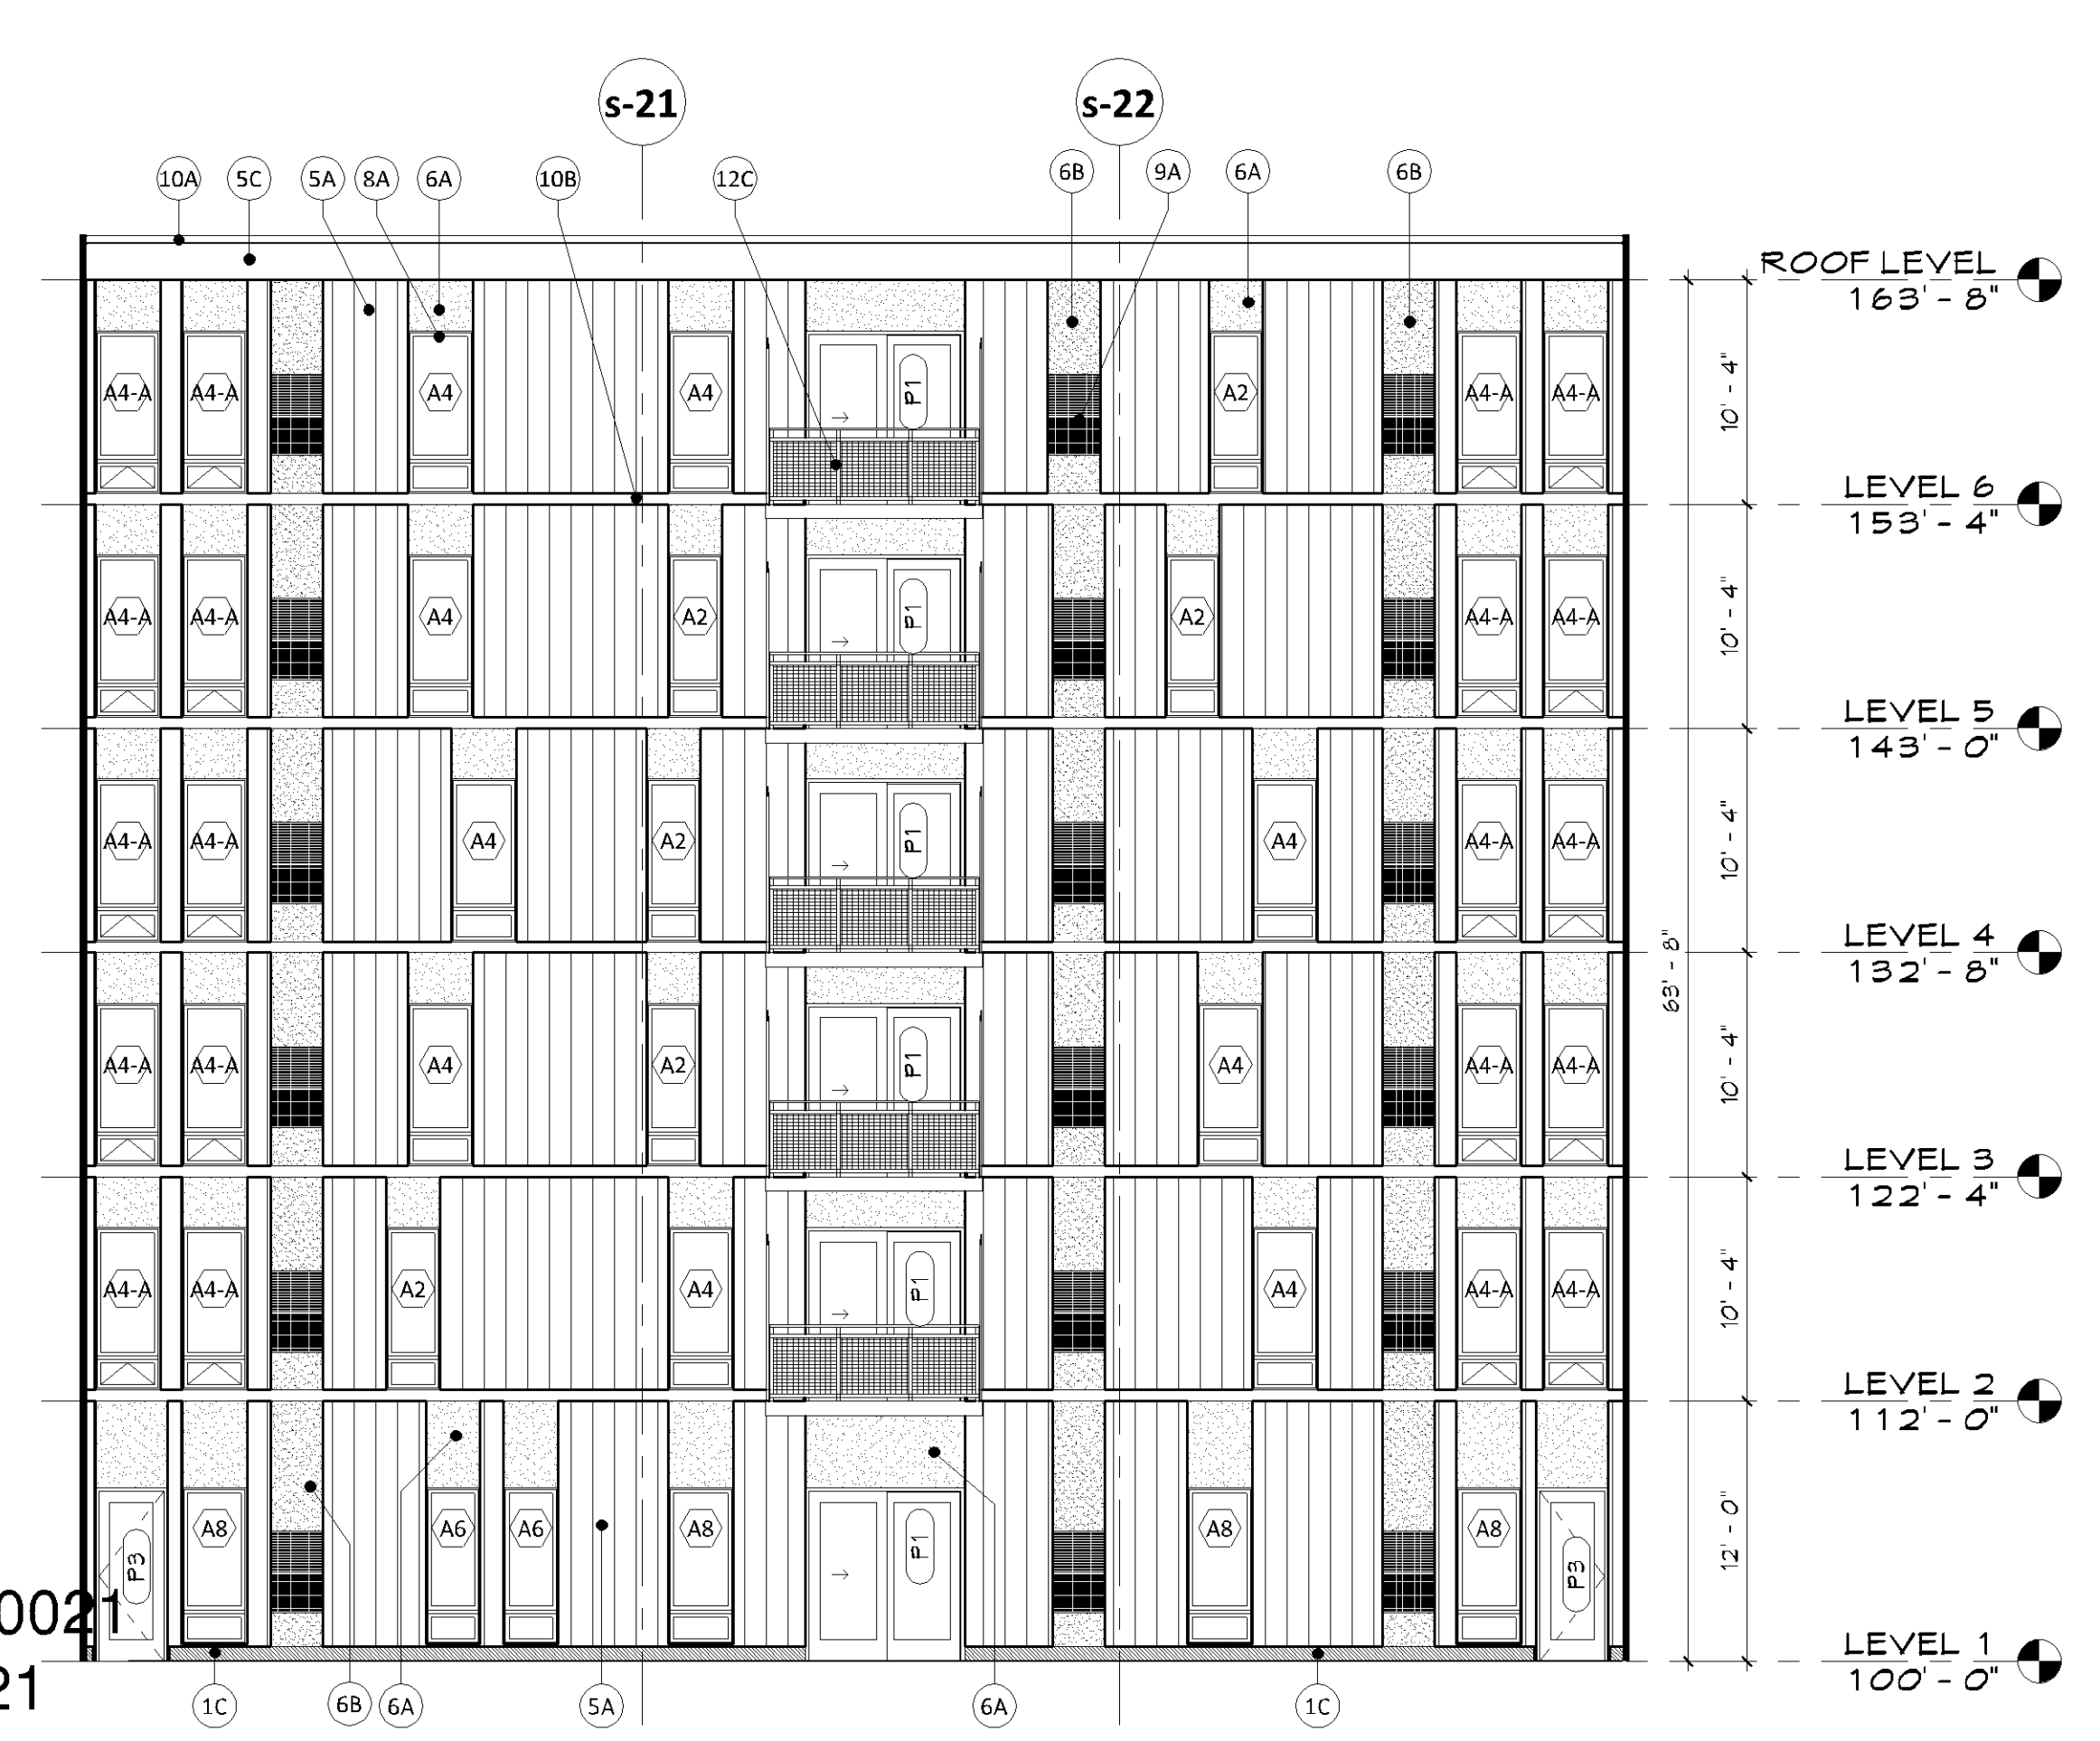 s-21 s-22
10A 5C 5A 8A 6A 10B 12C 6B 9A 6A 6B
ROOF LEVEL
163' - 8"
A4-A A4-A A4 A4 P1 A2 A4-A A4-A
10' - 4"
LEVEL 6
153' - 4"
A4-A A4-A A4 A2 P1 A2 A4-A A4-A
10' - 4"
LEVEL 5
143' - 0"
A4-A A4-A A4 A2 P1 A4 A4-A A4-A
10' - 4"
63' - 8"
LEVEL 4
132' - 8"
A4-A A4-A A4 A2 P1 A4 A4-A A4-A
10' - 4"
LEVEL 3
122' - 4"
A4-A A4-A A2 A4 P1 A4 A4-A A4-A
10' - 4"
LEVEL 2
112' - 0"
P3 A8 A6 A6 A8 P1 A8 A8 P3
12' - 0"
0021
LEVEL 1
100' - 0"
21
1C 6B 6A 5A 6A 1C